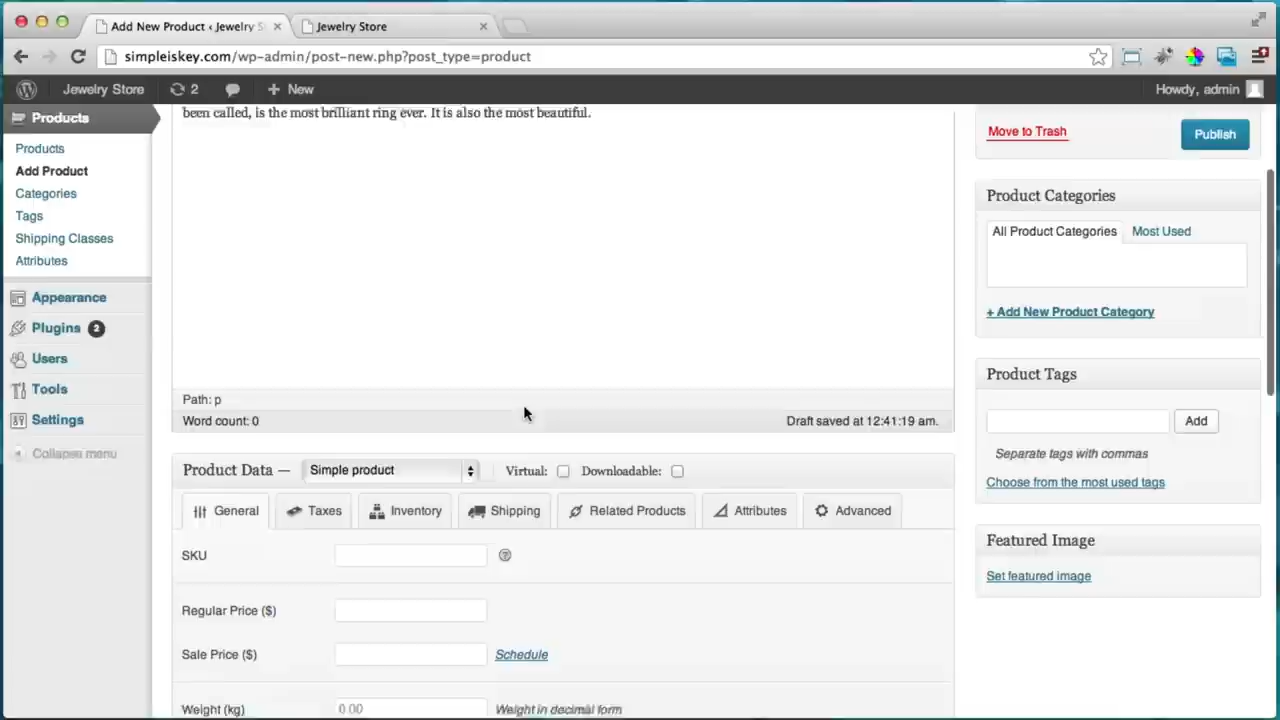 Add New Product ‹ Jewelry S
Jewelry Store
simpleiskey.com/wp-admin/post-new.php?post_type=product
Jewelry Store
2
New
Howdy, admin
Products
Products
Add Product
Categories
Tags
Shipping Classes
Attributes
Appearance
Plugins 2
Users
Tools
Settings
Collapse menu
been called, is the most brilliant ring ever. It is also the most beautiful.
Path: p
Word count: 0
Draft saved at 12:41:19 am.
Product Data —
Simple product
Virtual:
Downloadable:
General
Taxes
Inventory
Shipping
Related Products
Attributes
Advanced
SKU
Regular Price ($)
Sale Price ($)
Schedule
Weight (kg)
0.00
Weight in decimal form
Move to Trash
Publish
Product Categories
All Product Categories
Most Used
+ Add New Product Category
Product Tags
Add
Separate tags with commas
Choose from the most used tags
Featured Image
Set featured image